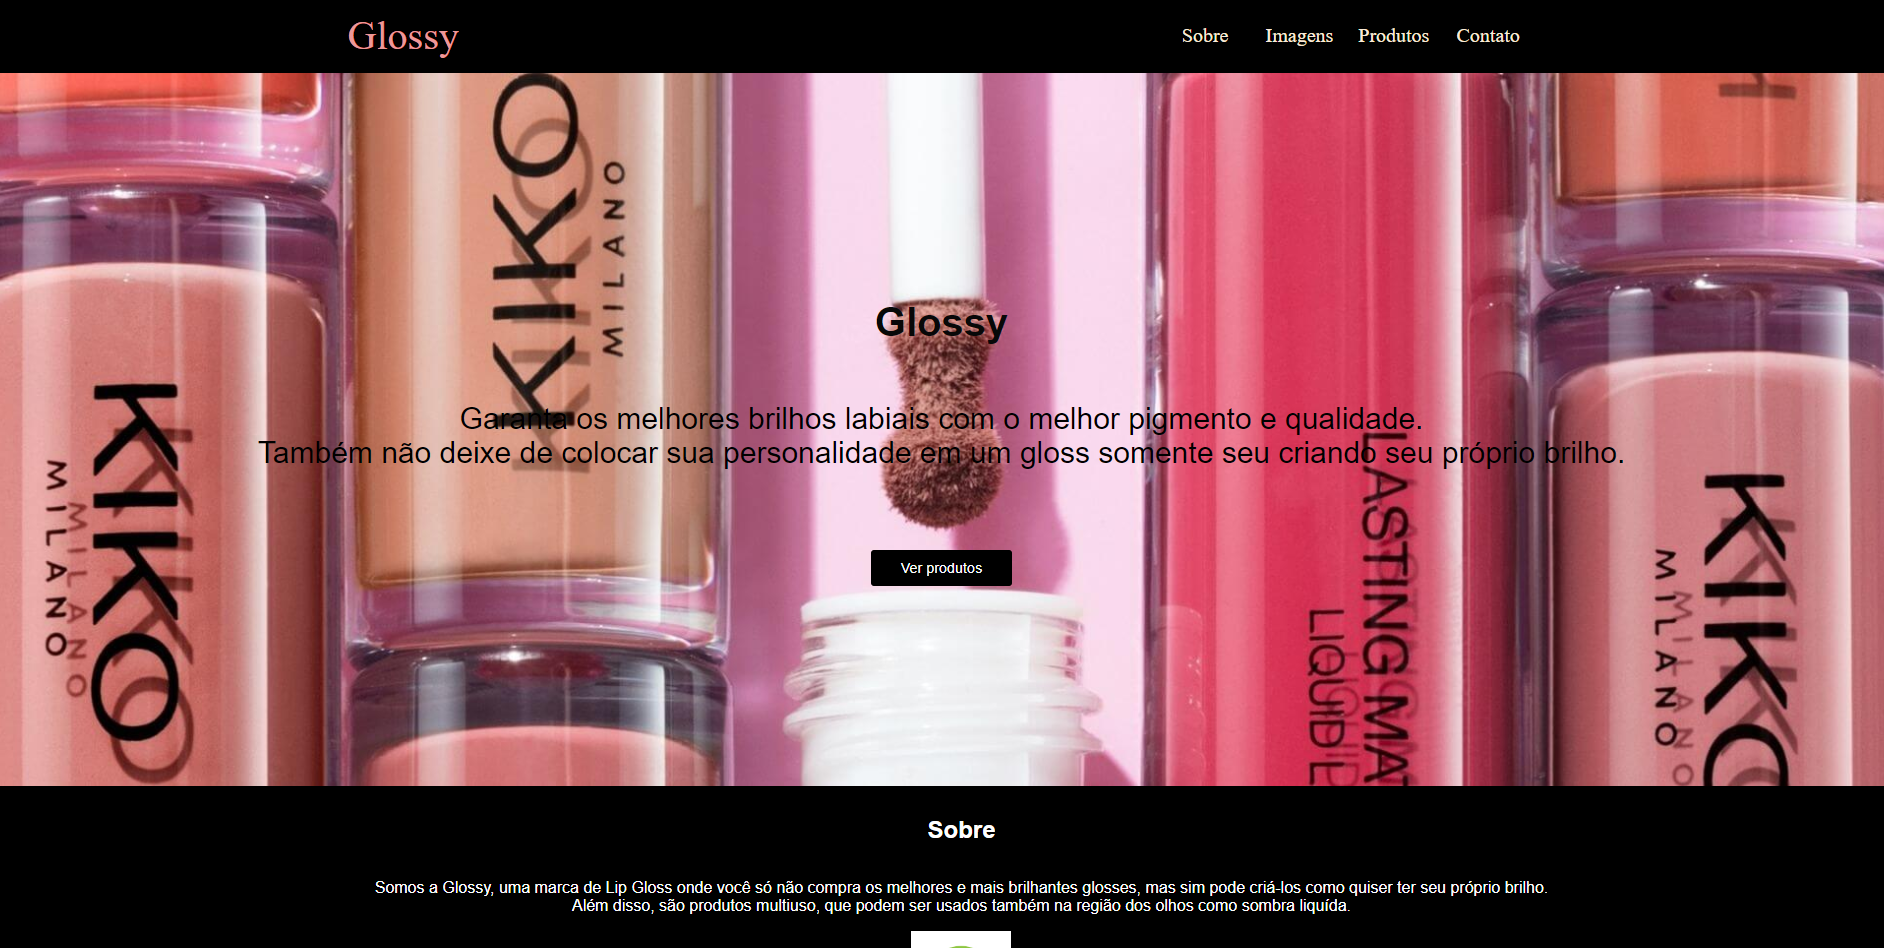 Glossy
Sobre Imagens Produtos Contato
KIKO
MILANO
Glossy
Garanta os melhores brilhos labiais com o melhor pigmento e qualidade.
Também não deixe de colocar sua personalidade em um gloss somente seu criando seu próprio brilho.
KIKO
MILANO
LASTING MAT
LIQUID L
KIKO
MILANO
Ver produtos
Sobre
Somos a Glossy, uma marca de Lip Gloss onde você só não compra os melhores e mais brilhantes glosses, mas sim pode criá-los como quiser ter seu próprio brilho.
Além disso, são produtos multiuso, que podem ser usados também na região dos olhos como sombra liquída.